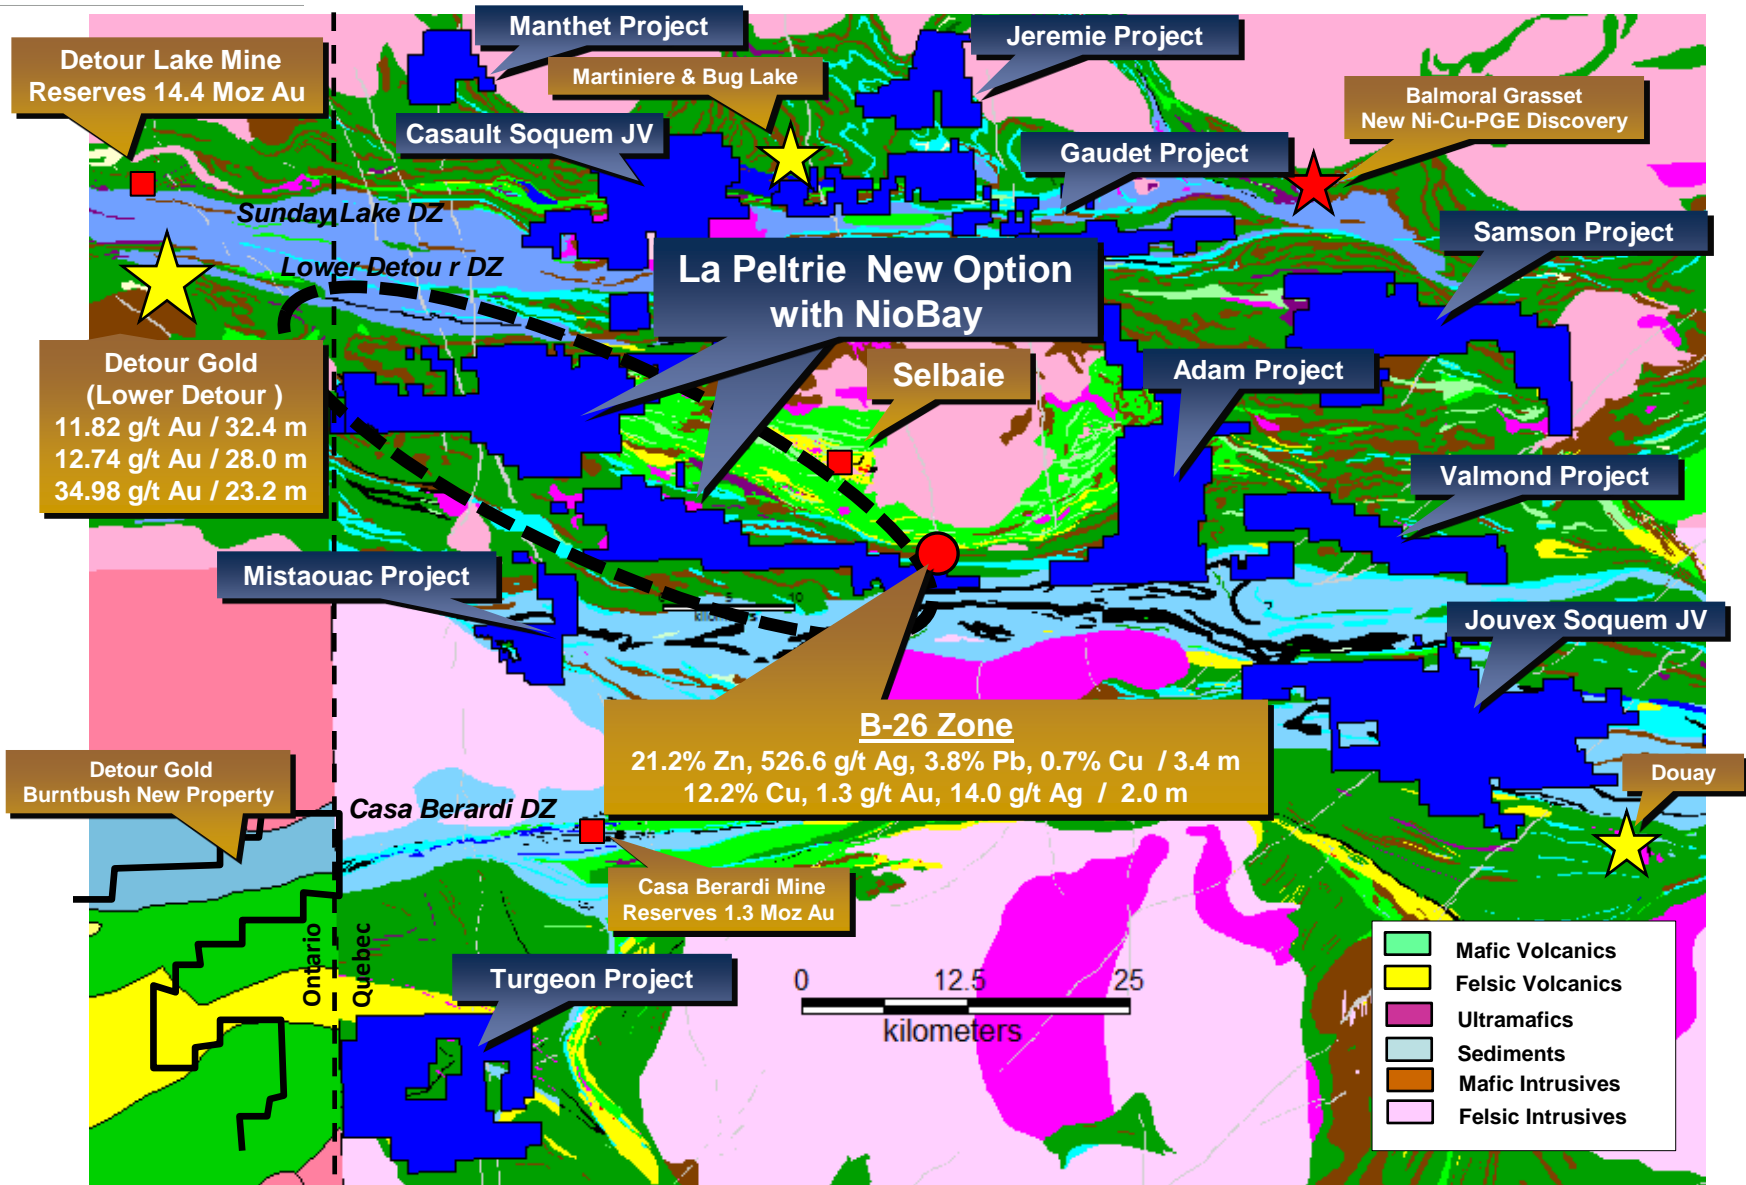 Manthet Project
Jeremie Project
Detour Lake Mine
Reserves 14.4 Moz Au
Martiniere & Bug Lake
Balmoral Grasset
New Ni-Cu-PGE Discovery
Casault Soquem JV
Gaudet Project
Sunday Lake DZ
Samson Project
Lower Detou r DZ
La Peltrie  New Option
with NioBay
Detour Gold
(Lower Detour )
11.82 g/t Au / 32.4 m
12.74 g/t Au / 28.0 m
34.98 g/t Au / 23.2 m
Selbaie
Adam Project
Valmond Project
Mistaouac Project
5 10
kilometers
Jouvex Soquem JV
B-26 Zone
21.2% Zn, 526.6 g/t Ag, 3.8% Pb, 0.7% Cu  / 3.4 m
12.2% Cu, 1.3 g/t Au, 14.0 g/t Ag  /  2.0 m
Detour Gold
Burntbush New Property
Douay
Casa Berardi DZ
Casa Berardi Mine
Reserves 1.3 Moz Au
Ontario
Quebec
Turgeon Project
0 12.5 25
kilometers
Mafic Volcanics
Felsic Volcanics
Ultramafics
Sediments
Mafic Intrusives
Felsic Intrusives